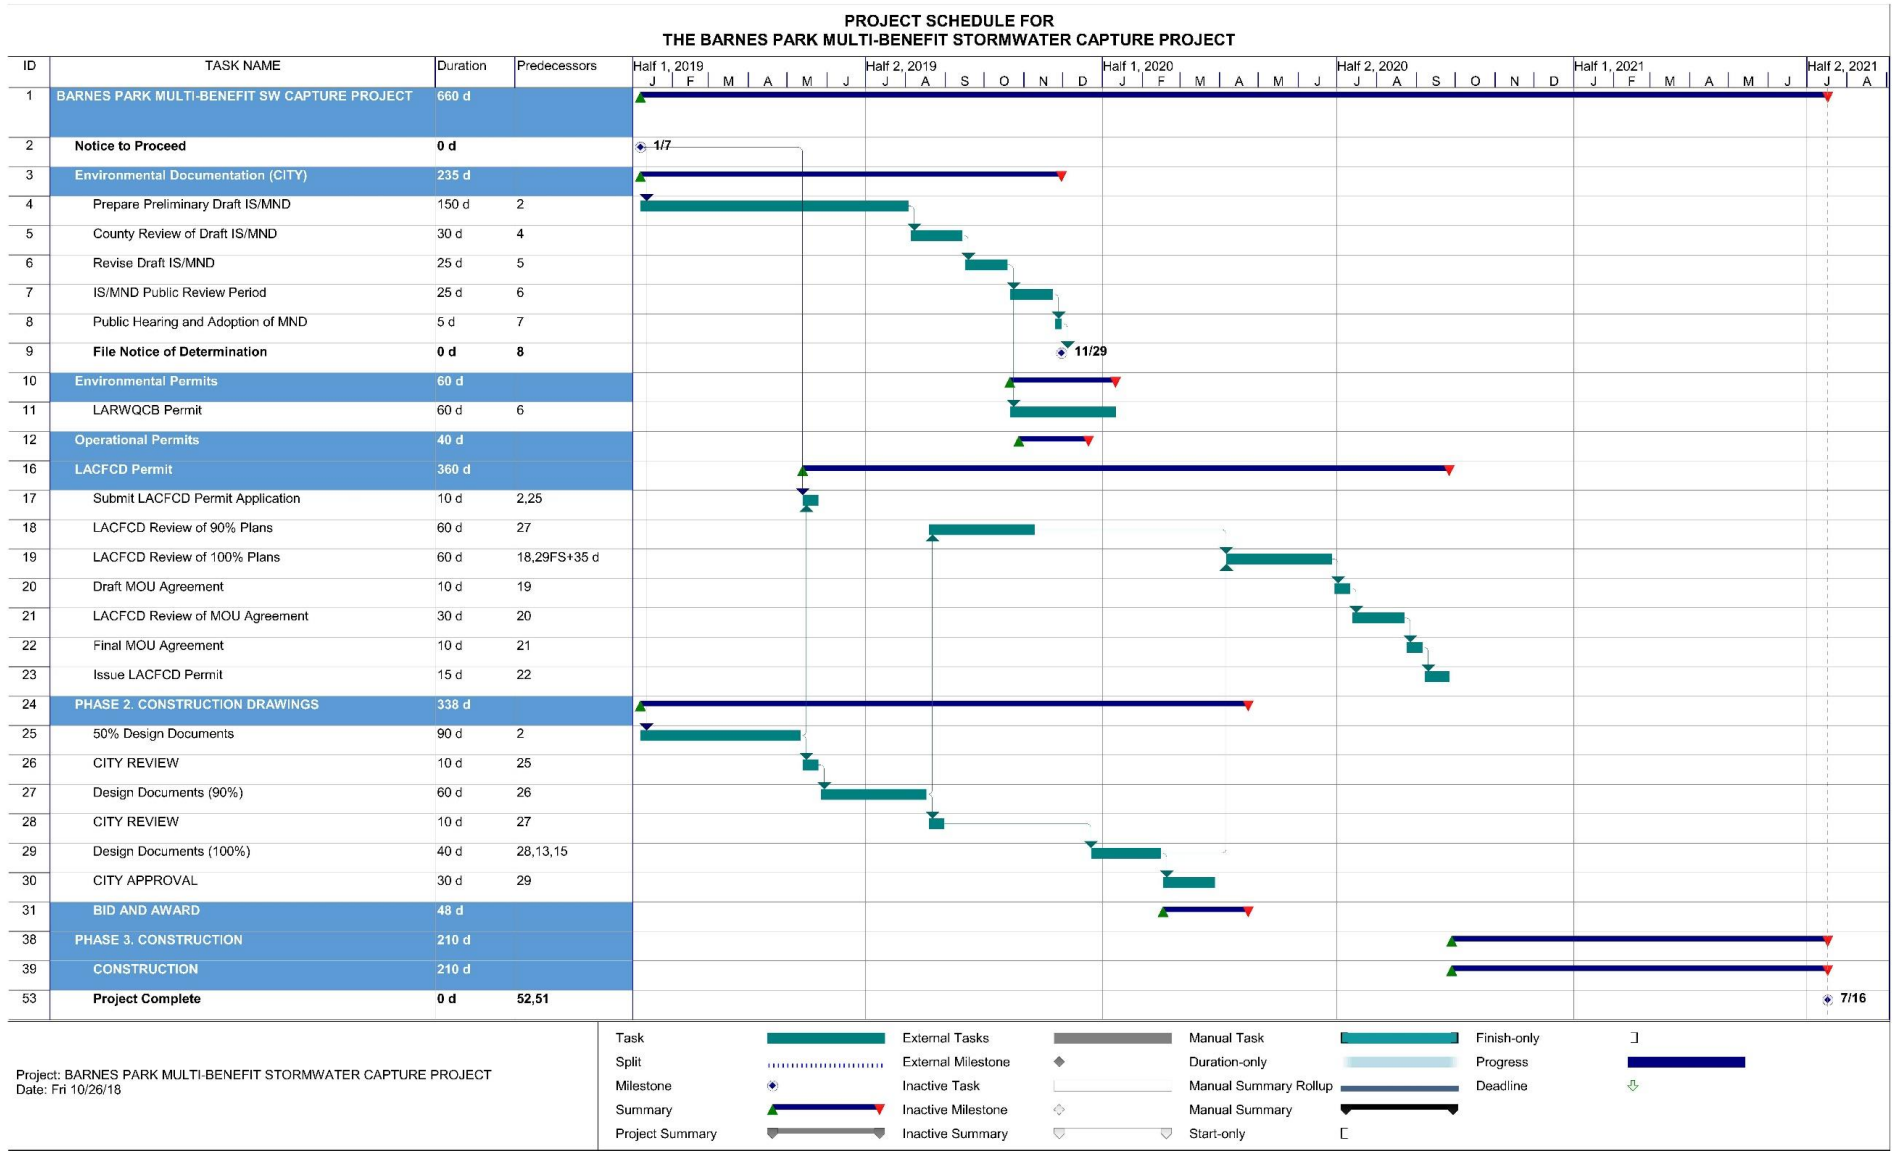 PROJECT SCHEDULE FOR
THE BARNES PARK MULTI-BENEFIT STORMWATER CAPTURE PROJECT
ID TASK NAME Duration Predecessors Half 1, 2019 Half 2, 2019 Half 1, 2020 Half 2, 2020 Half 1, 2021 Half 2, 2021
J F M A M J J A S O N D J F M A M J J A S O N D J F M A M J J A
1 BARNES PARK MULTI-BENEFIT SW CAPTURE PROJECT 660 d
2 Notice to Proceed 0 d 1/7
3 Environmental Documentation (CITY) 235 d
4 Prepare Preliminary Draft IS/MND 150 d 2
5 County Review of Draft IS/MND 30 d 4
6 Revise Draft IS/MND 25 d 5
7 IS/MND Public Review Period 25 d 6
8 Public Hearing and Adoption of MND 5 d 7
9 File Notice of Determination 0 d 8 11/29
10 Environmental Permits 60 d
11 LARWQCB Permit 60 d 6
12 Operational Permits 40 d
16 LACFCD Permit 360 d
17 Submit LACFCD Permit Application 10 d 2,25
18 LACFCD Review of 90% Plans 60 d 27
19 LACFCD Review of 100% Plans 60 d 18,29FS+35 d
20 Draft MOU Agreement 10 d 19
21 LACFCD Review of MOU Agreement 30 d 20
22 Final MOU Agreement 10 d 21
23 Issue LACFCD Permit 15 d 22
24 PHASE 2. CONSTRUCTION DRAWINGS 338 d
25 50% Design Documents 90 d 2
26 CITY REVIEW 10 d 25
27 Design Documents (90%) 60 d 26
28 CITY REVIEW 10 d 27
29 Design Documents (100%) 40 d 28,13,15
30 CITY APPROVAL 30 d 29
31 BID AND AWARD 48 d
38 PHASE 3. CONSTRUCTION 210 d
39 CONSTRUCTION 210 d
53 Project Complete 0 d 52,51 7/16
Project: BARNES PARK MULTI-BENEFIT STORMWATER CAPTURE PROJECT
Date: Fri 10/26/18
Task External Tasks Manual Task Finish-only
Split External Milestone Duration-only Progress
Milestone Inactive Task Manual Summary Rollup Deadline
Summary Inactive Milestone Manual Summary
Project Summary Inactive Summary Start-only